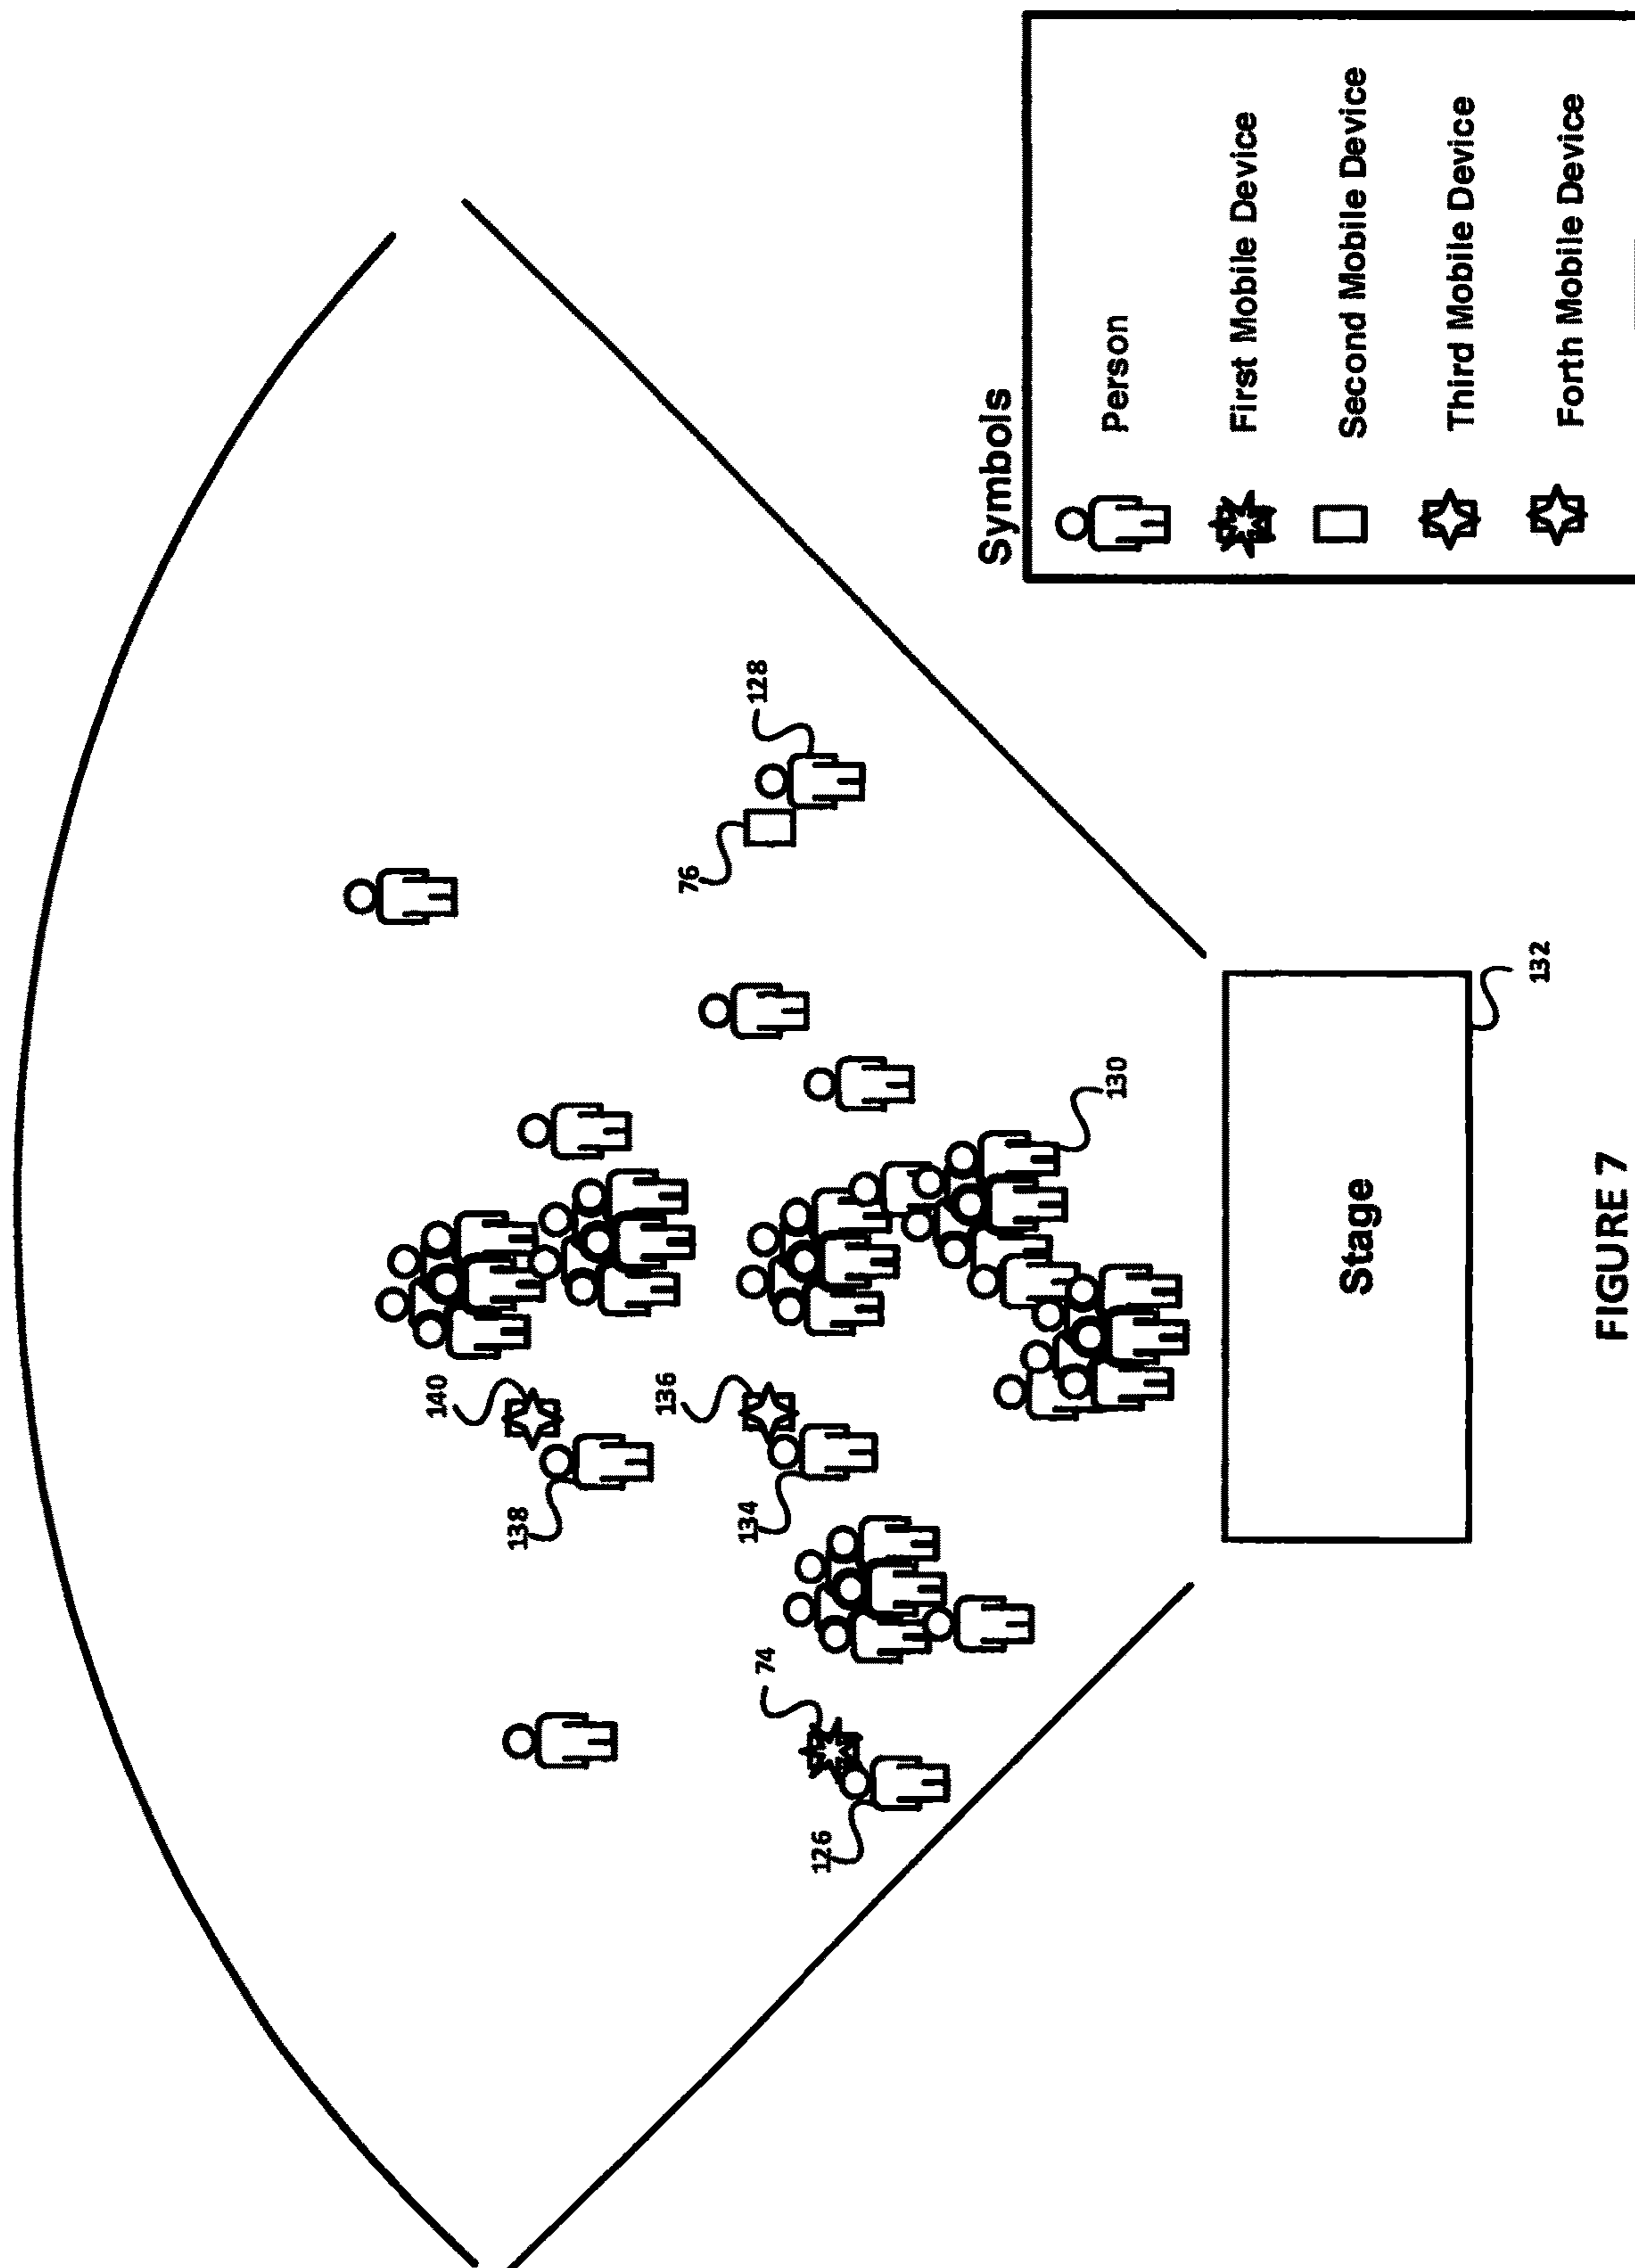 140
138
136
134
74
126
76
128
130
Stage
132
Symbols
Person
First Mobile Device
Second Mobile Device
Third Mobile Device
Forth Mobile Device
FIGURE 7